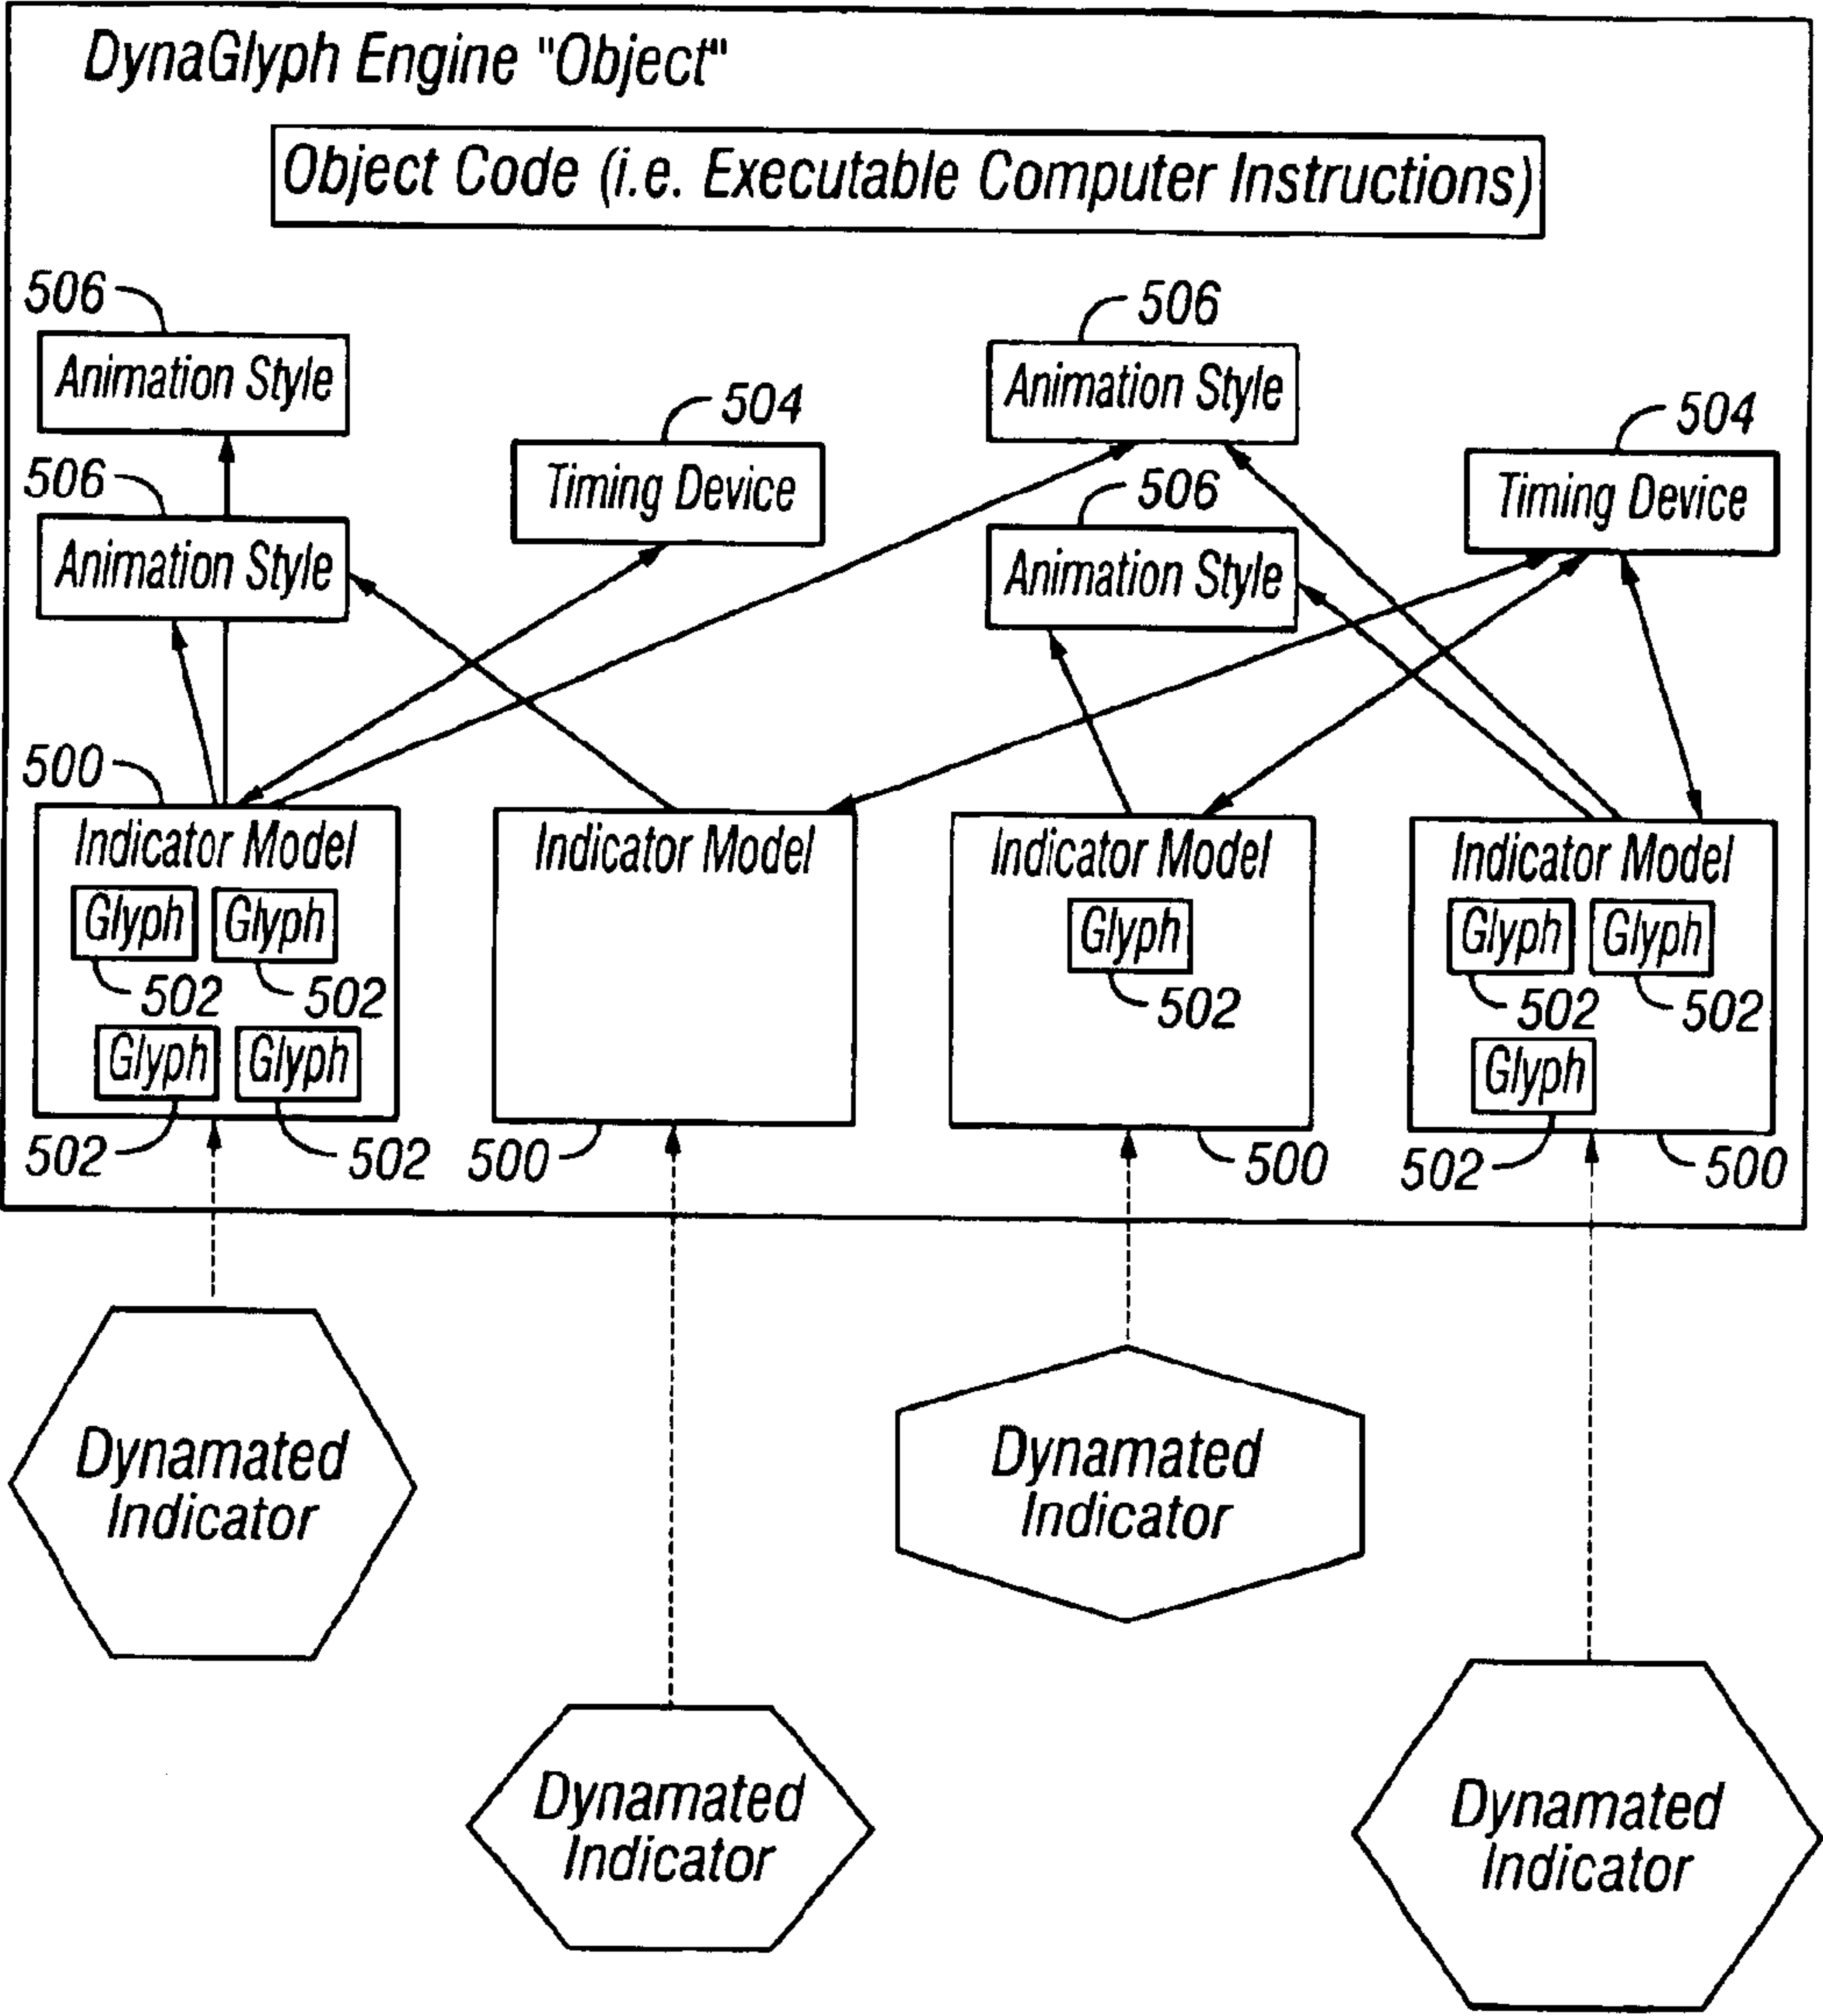 DynaGlyph Engine "Object"
Object Code (i.e. Executable Computer Instructions)
506
506
Animation Style
Animation Style
504
504
Timing Device
Timing Device
506
506
Animation Style
Animation Style
500
Indicator Model
Indicator Model
Indicator Model
Indicator Model
Glyph
Glyph
Glyph
Glyph
Glyph
502
502
502
502
502
Glyph
Glyph
Glyph
502
502
500
500
502
500
Dynamated
Indicator
Dynamated
Indicator
Dynamated
Indicator
Dynamated
Indicator